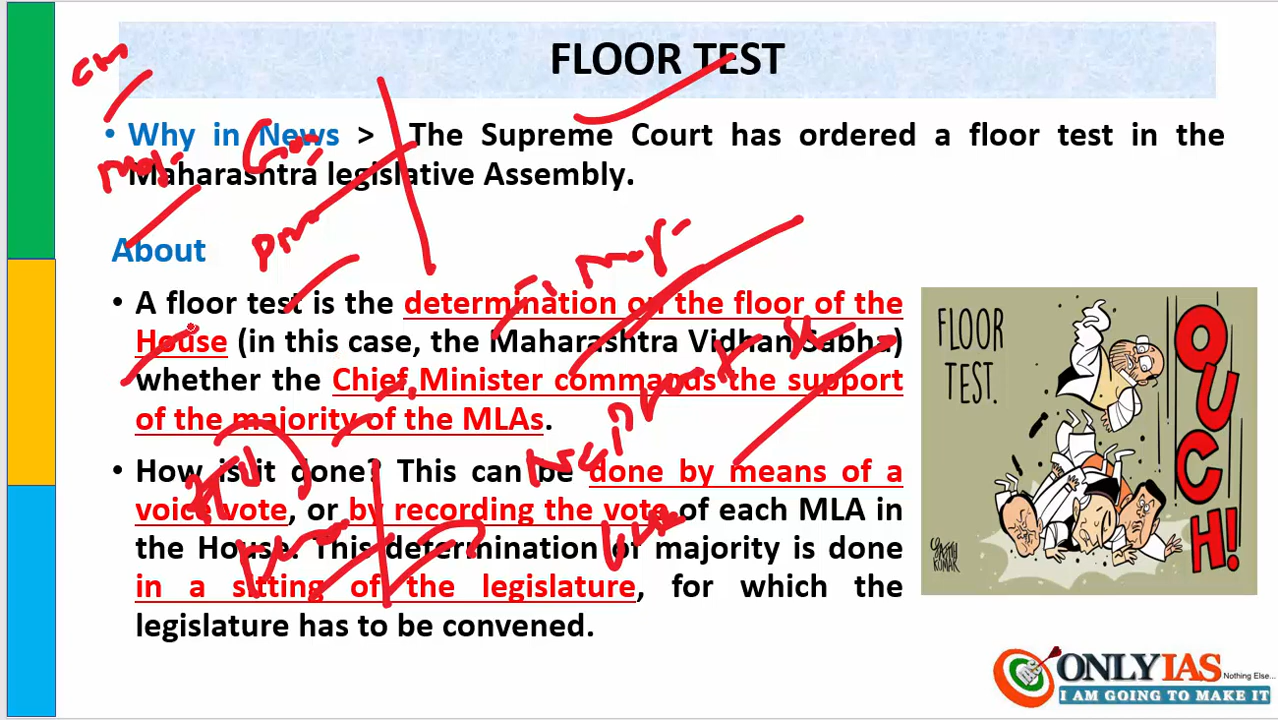 FLOOR TEST
• Why in News > The Supreme Court has ordered a floor test in the
Maharashtra legislative Assembly.
About
• A floor test is the determination on the floor of the
House (in this case, the Maharashtra Vidhan Sabha)
whether the Chief Minister commands the support
of the majority of the MLAs.
• How is it done? This can be done by means of a
voice vote, or by recording the vote of each MLA in
the House. This determination of majority is done
in a sitting of the legislature, for which the
legislature has to be convened.
FLOOR
TEST.
OUCH!
ONLYIAS
Nothing Else...
I AM GOING TO MAKE IT